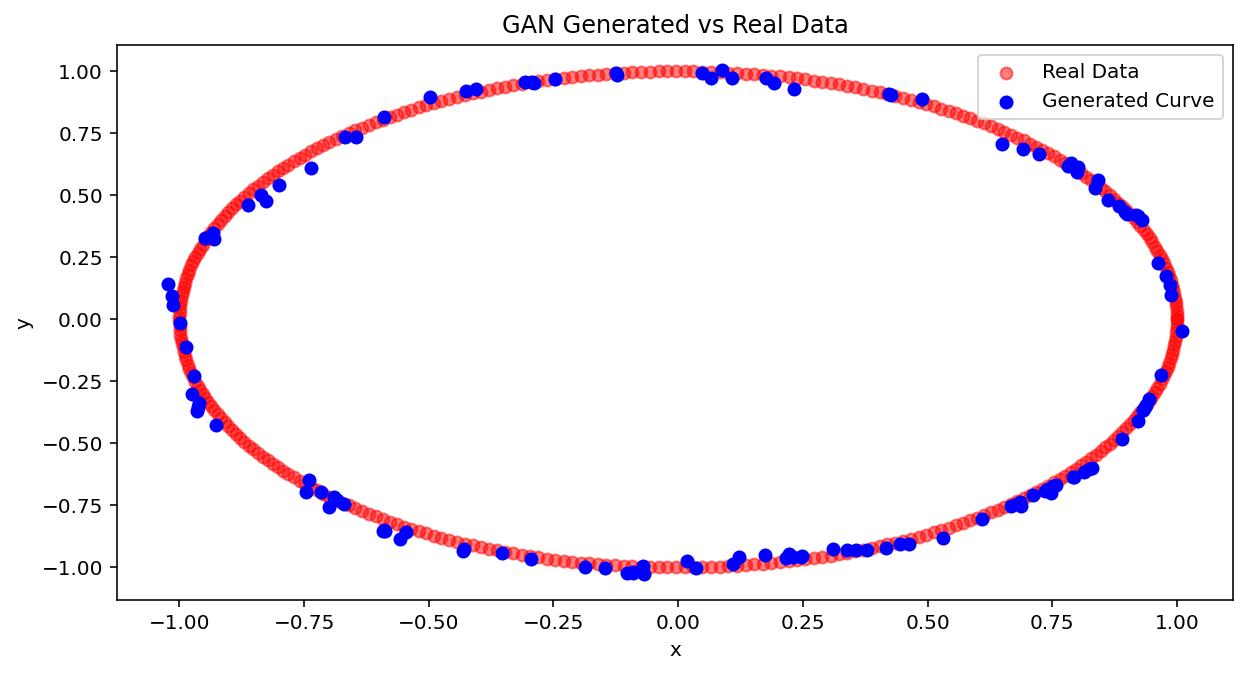 GAN Generated vs Real Data
Real Data
Generated Curve
1.00
0.75
0.50
0.25
0.00
−0.25
−0.50
−0.75
−1.00
y
−1.00 −0.75 −0.50 −0.25 0.00 0.25 0.50 0.75 1.00
x